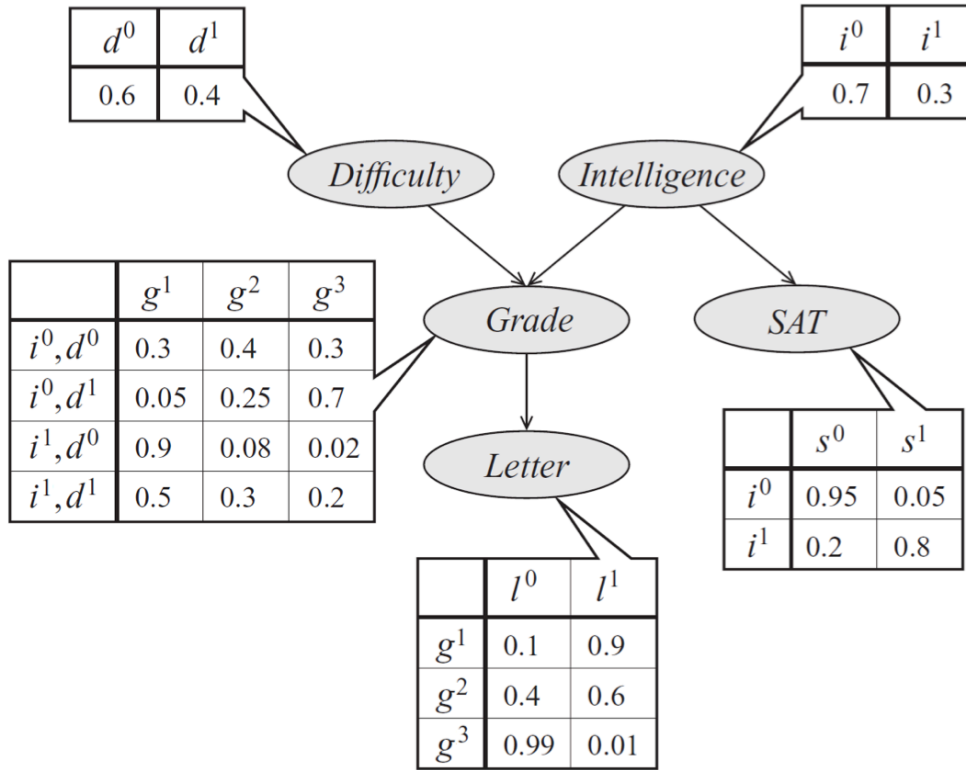 d⁰ d¹
0.6 0.4
i⁰ i¹
0.7 0.3
Difficulty
Intelligence
Grade
SAT
Letter
g¹ g² g³
i⁰,d⁰ 0.3 0.4 0.3
i⁰,d¹ 0.05 0.25 0.7
i¹,d⁰ 0.9 0.08 0.02
i¹,d¹ 0.5 0.3 0.2
s⁰ s¹
i⁰ 0.95 0.05
i¹ 0.2 0.8
l⁰ l¹
g¹ 0.1 0.9
g² 0.4 0.6
g³ 0.99 0.01